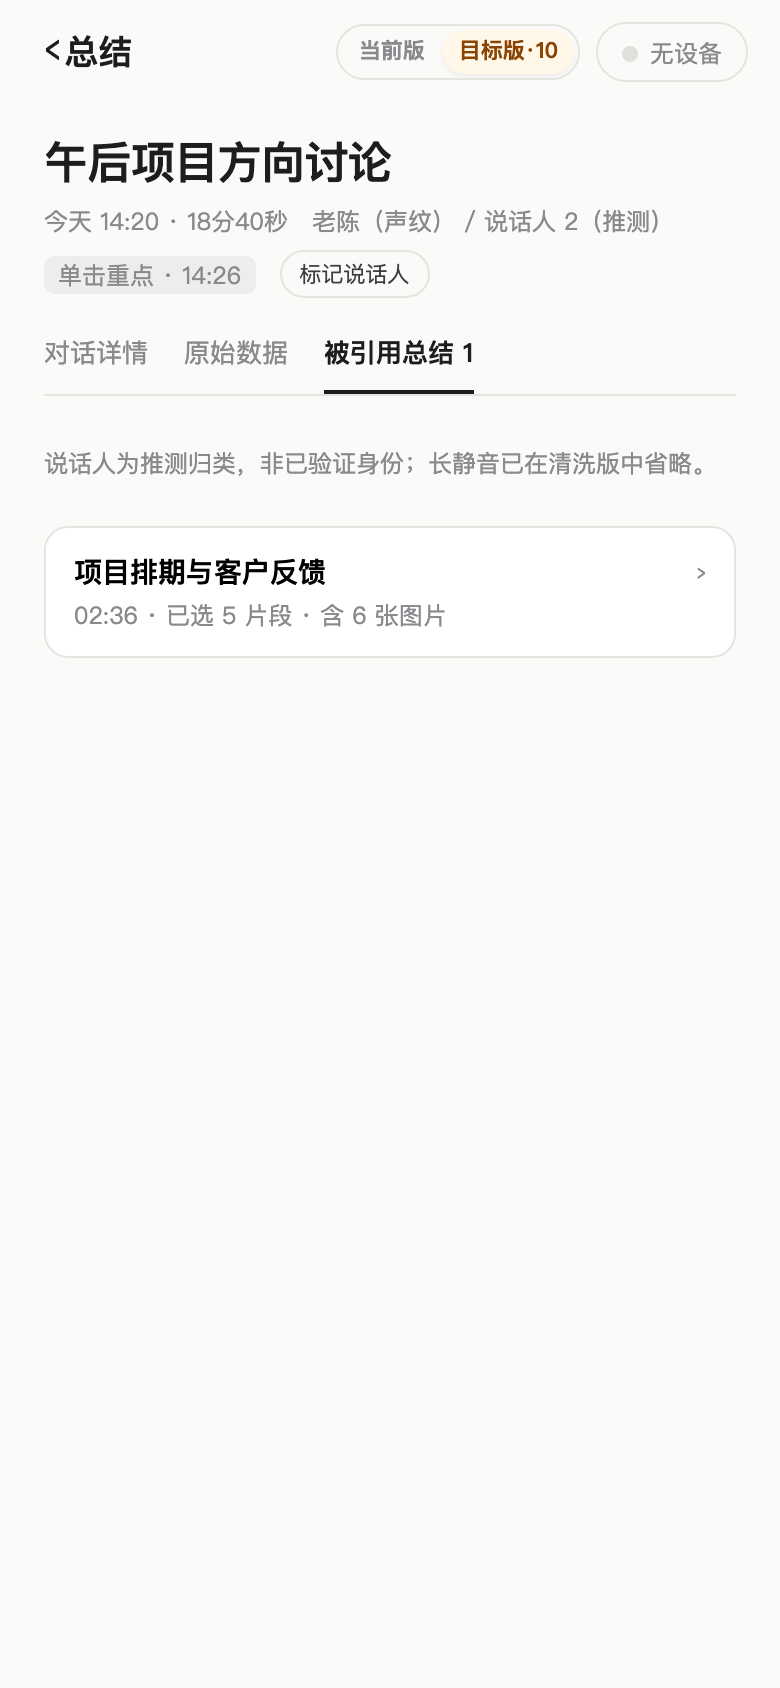 <总结
当前版 目标版·10 无设备
午后项目方向讨论
今天 14:20 · 18分40秒 老陈（声纹） / 说话人 2（推测）
单击重点 · 14:26 标记说话人
对话详情 原始数据 被引用总结 1
说话人为推测归类，非已验证身份；长静音已在清洗版中省略。
项目排期与客户反馈 >
02:36 · 已选 5 片段 · 含 6 张图片